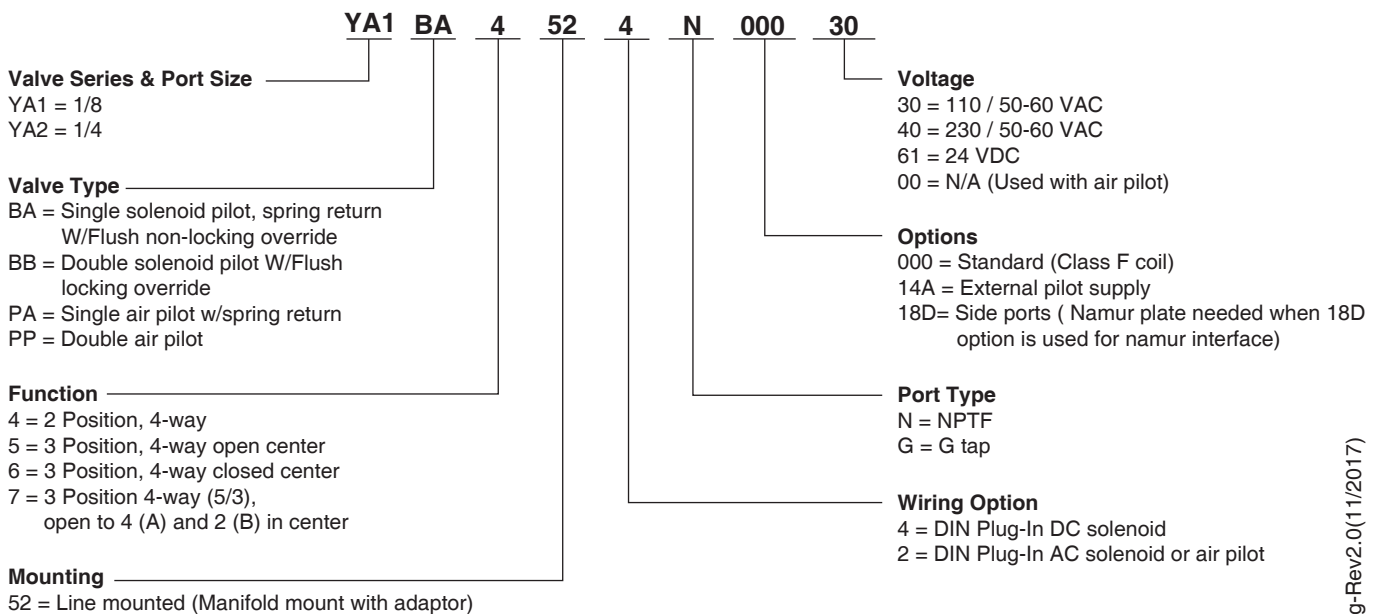 YA1 BA 4 52 4 N 000 30
Valve Series & Port Size
YA1 = 1/8
YA2 = 1/4
Valve Type
BA = Single solenoid pilot, spring return
W/Flush non-locking override
BB = Double solenoid pilot W/Flush
locking override
PA = Single air pilot w/spring return
PP = Double air pilot
Function
4 = 2 Position, 4-way
5 = 3 Position, 4-way open center
6 = 3 Position, 4-way closed center
7 = 3 Position 4-way (5/3),
open to 4 (A) and 2 (B) in center
Mounting
52 = Line mounted (Manifold mount with adaptor)
Voltage
30 = 110 / 50-60 VAC
40 = 230 / 50-60 VAC
61 = 24 VDC
00 = N/A (Used with air pilot)
Options
000 = Standard (Class F coil)
14A = External pilot supply
18D= Side ports ( Namur plate needed when 18D
option is used for namur interface)
Port Type
N = NPTF
G = G tap
Wiring Option
4 = DIN Plug-In DC solenoid
2 = DIN Plug-In AC solenoid or air pilot
g-Rev2.0(11/2017)